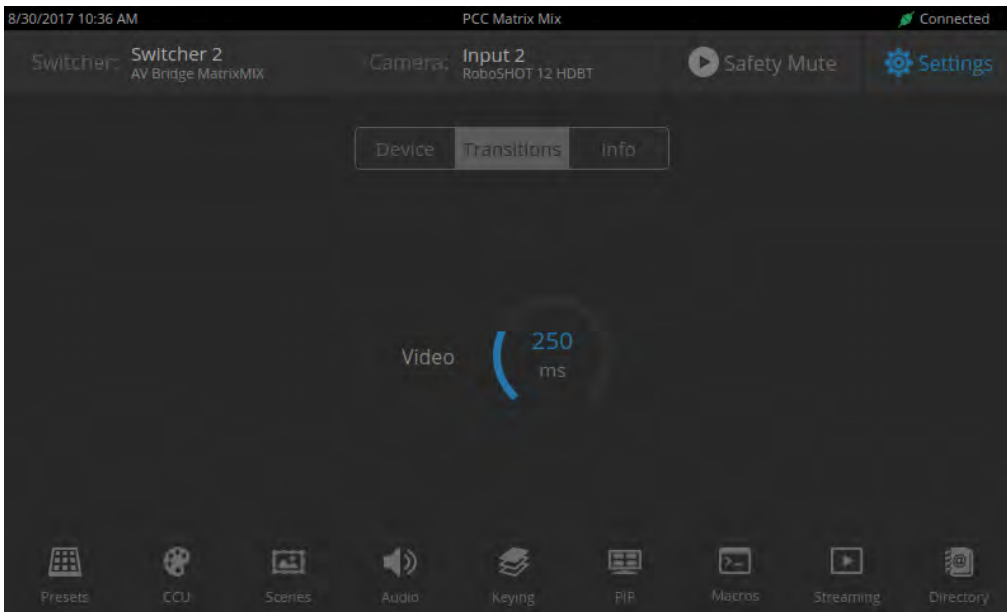 8/30/2017 10:36 AM PCC Matrix Mix Connected
Switcher: Switcher 2 Camera: Input 2 Safety Mute Settings
AV Bridge MatrixMIX RoboSHOT 12 HDBT
Device Transitions Info
Video 250
ms
Presets CCU Scenes Audio Keying PIP Macros Streaming Directory